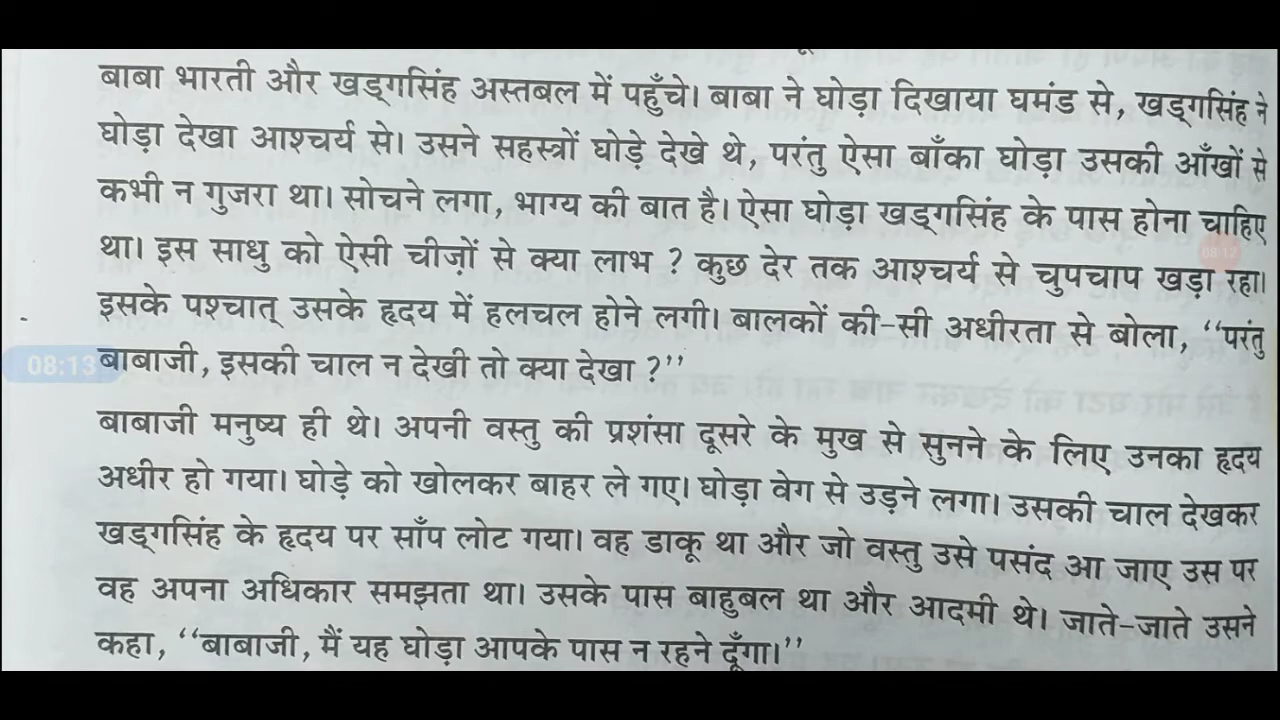 बाबा भारती और खड्गसिंह अस्तबल में पहुँचे। बाबा ने घोड़ा दिखाया घमंड से, खड्गसिंह ने
घोड़ा देखा आश्चर्य से। उसने सहस्त्रों घोड़े देखे थे, परंतु ऐसा बाँका घोड़ा उसकी आँखों से
कभी न गुजरा था। सोचने लगा, भाग्य की बात है। ऐसा घोड़ा खड्गसिंह के पास होना चाहिए
था। इस साधु को ऐसी चीज़ों से क्या लाभ ? कुछ देर तक आश्चर्य से चुपचाप खड़ा रहा।
08:12
इसके पश्चात् उसके हृदय में हलचल होने लगी। बालकों की-सी अधीरता से बोला, ‘‘परंतु
08:13
बाबाजी, इसकी चाल न देखी तो क्या देखा ?’’
बाबाजी मनुष्य ही थे। अपनी वस्तु की प्रशंसा दूसरे के मुख से सुनने के लिए उनका हृदय
अधीर हो गया। घोड़े को खोलकर बाहर ले गए। घोड़ा वेग से उड़ने लगा। उसकी चाल देखकर
खड्गसिंह के हृदय पर साँप लोट गया। वह डाकू था और जो वस्तु उसे पसंद आ जाए उस पर
वह अपना अधिकार समझता था। उसके पास बाहुबल था और आदमी थे। जाते-जाते उसने
कहा, ‘‘बाबाजी, मैं यह घोड़ा आपके पास न रहने दूँगा।’’